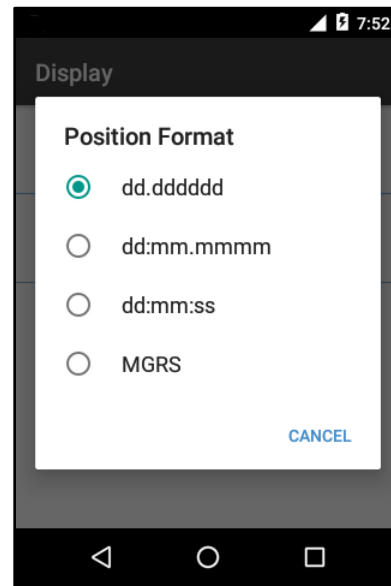 7:52
Display
Position Format
dd.dddddd
dd:mm.mmmm
dd:mm:ss
MGRS
CANCEL